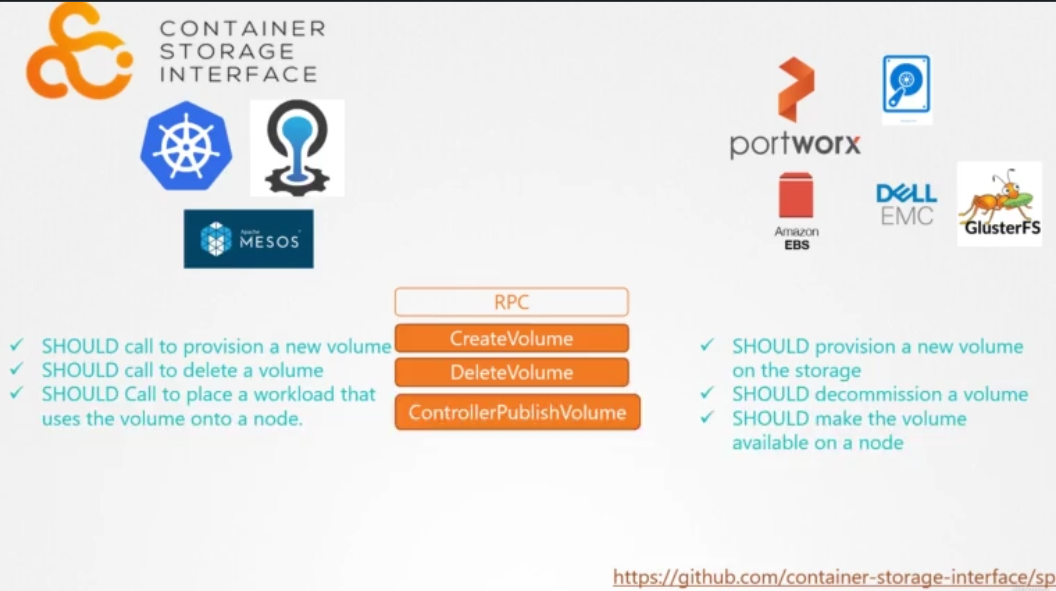 CONTAINER
STORAGE
INTERFACE
Apache
MESOS
portworx
Amazon
EBS
DELL
EMC
GlusterFS
RPC
CreateVolume
DeleteVolume
ControllerPublishVolume
✓ SHOULD call to provision a new volume
✓ SHOULD call to delete a volume
✓ SHOULD Call to place a workload that
uses the volume onto a node.
✓ SHOULD provision a new volume
on the storage
✓ SHOULD decommission a volume
✓ SHOULD make the volume
available on a node
https://github.com/container-storage-interface/sp